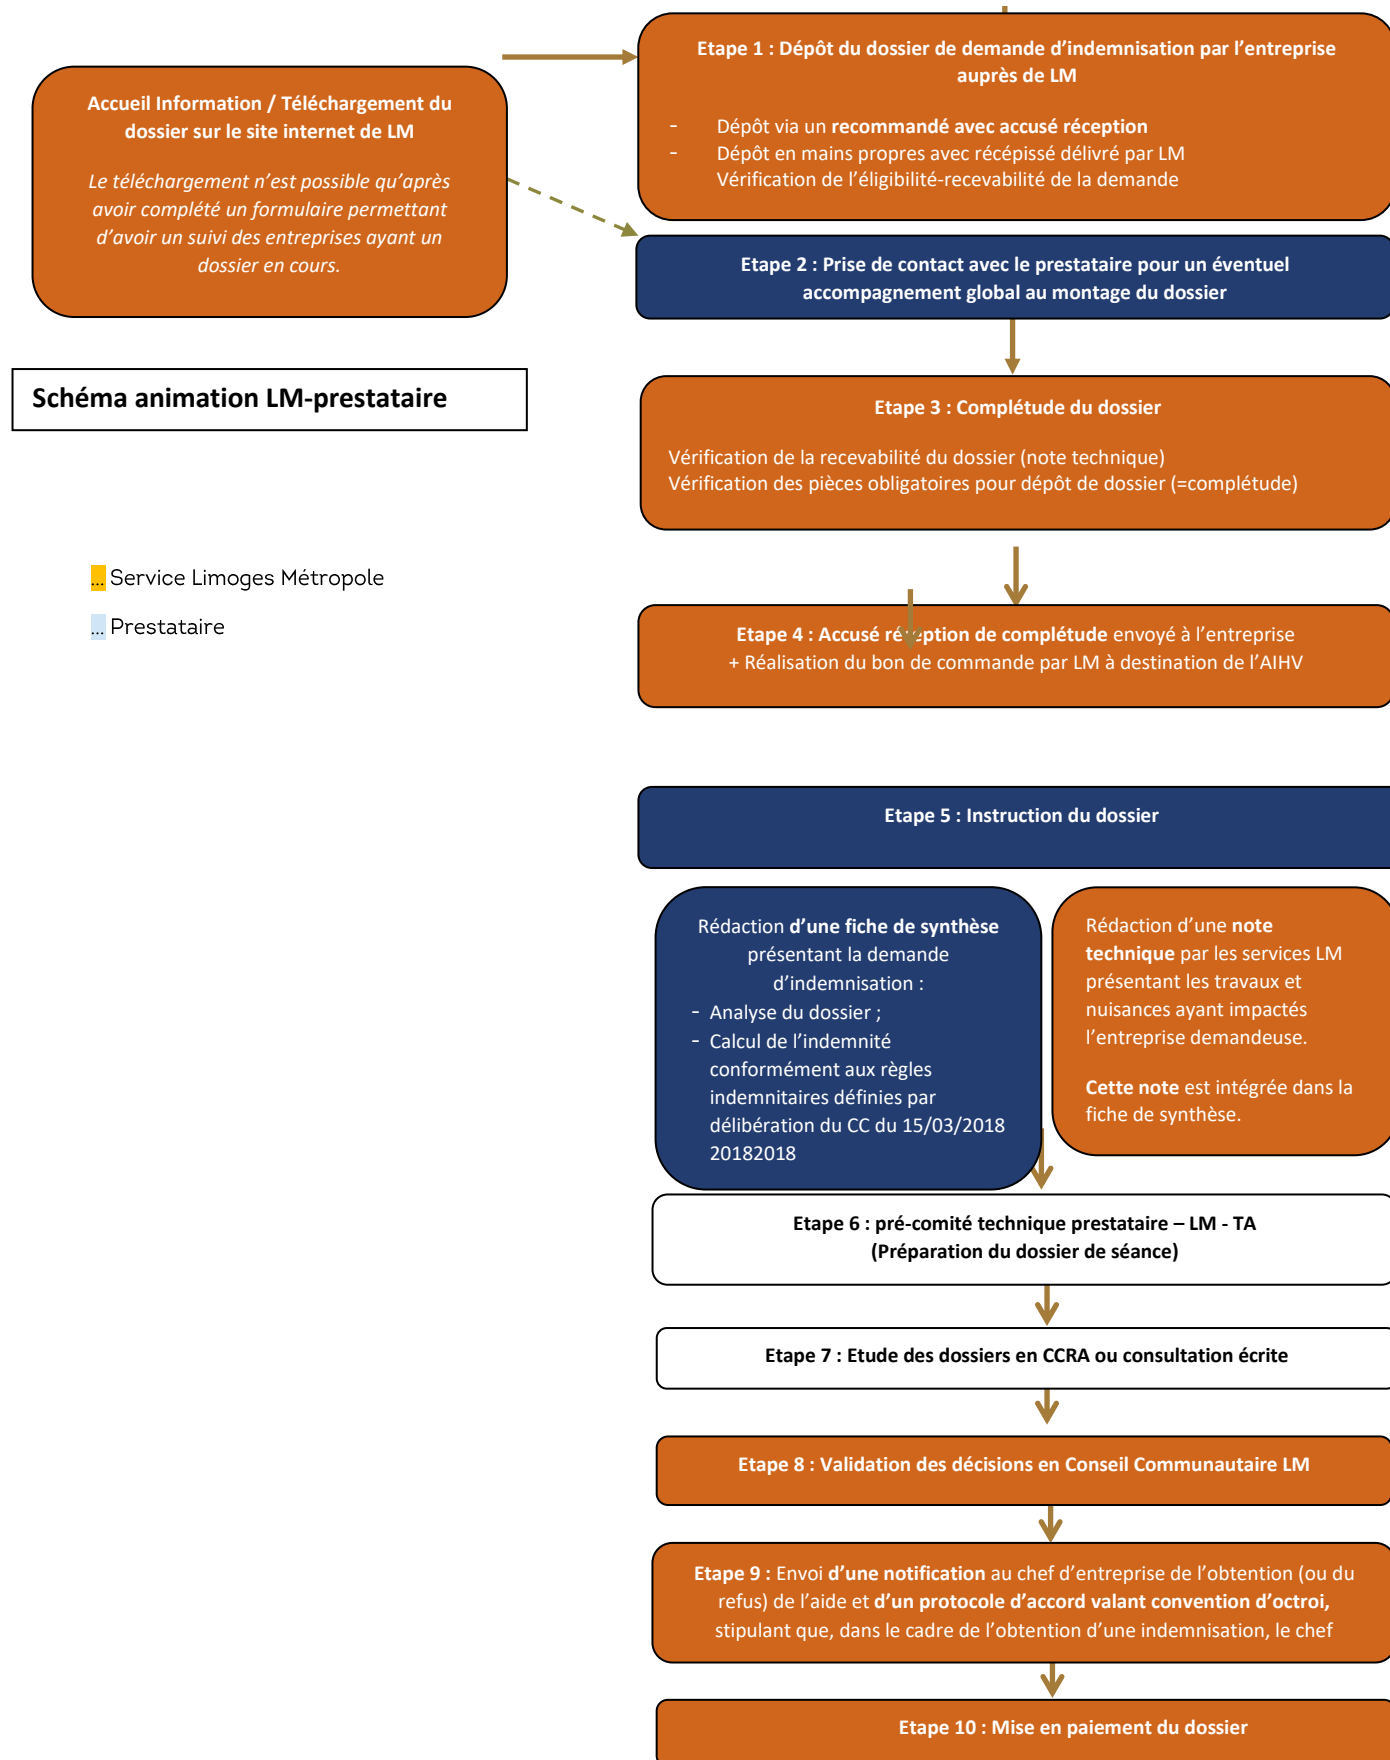 Accueil Information / Téléchargement du
dossier sur le site internet de LM
Le téléchargement n’est possible qu’après
avoir complété un formulaire permettant
d’avoir un suivi des entreprises ayant un
dossier en cours.
Etape 1 : Dépôt du dossier de demande d’indemnisation par l’entreprise
auprès de LM
- Dépôt via un recommandé avec accusé réception
- Dépôt en mains propres avec récépissé délivré par LM
Vérification de l’éligibilité-recevabilité de la demande
Etape 2 : Prise de contact avec le prestataire pour un éventuel
accompagnement global au montage du dossier
Schéma animation LM-prestataire
Etape 3 : Complétude du dossier
Vérification de la recevabilité du dossier (note technique)
Vérification des pièces obligatoires pour dépôt de dossier (=complétude)
... Service Limoges Métropole
... Prestataire
Etape 4 : Accusé réception de complétude envoyé à l’entreprise
+ Réalisation du bon de commande par LM à destination de l’AIHV
Etape 5 : Instruction du dossier
Rédaction d’une fiche de synthèse
présentant la demande
d’indemnisation :
- Analyse du dossier ;
- Calcul de l’indemnité
conformément aux règles
indemnitaires définies par
délibération du CC du 15/03/2018
20182018
Rédaction d’une note
technique par les services LM
présentant les travaux et
nuisances ayant impactés
l’entreprise demandeuse.
Cette note est intégrée dans la
fiche de synthèse.
Etape 6 : pré-comité technique prestataire – LM - TA
(Préparation du dossier de séance)
Etape 7 : Etude des dossiers en CCRA ou consultation écrite
Etape 8 : Validation des décisions en Conseil Communautaire LM
Etape 9 : Envoi d’une notification au chef d’entreprise de l’obtention (ou du
refus) de l’aide et d’un protocole d’accord valant convention d’octroi,
stipulant que, dans le cadre de l’obtention d’une indemnisation, le chef
Etape 10 : Mise en paiement du dossier